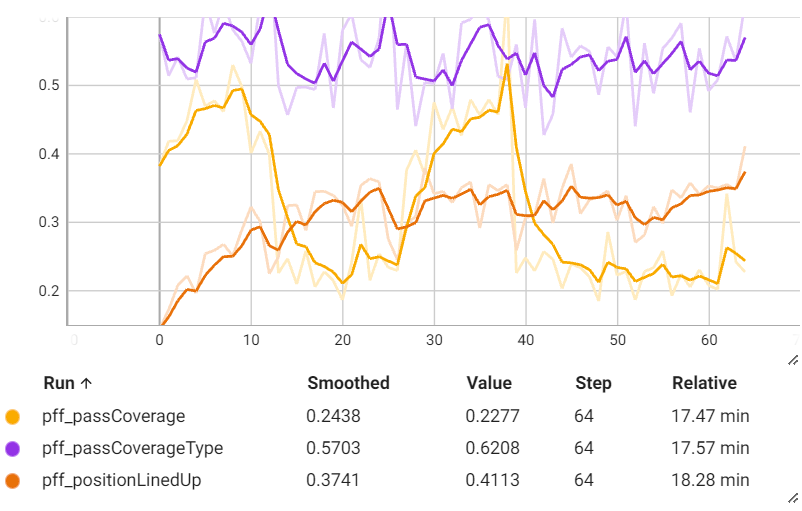 0.5
0.4
0.3
0.2
0 0 10 20 30 40 50 60
Run ↑ Smoothed Value Step Relative
pff_passCoverage 0.2438 0.2277 64 17.47 min
pff_passCoverageType 0.5703 0.6208 64 17.57 min
pff_positionLinedUp 0.3741 0.4113 64 18.28 min